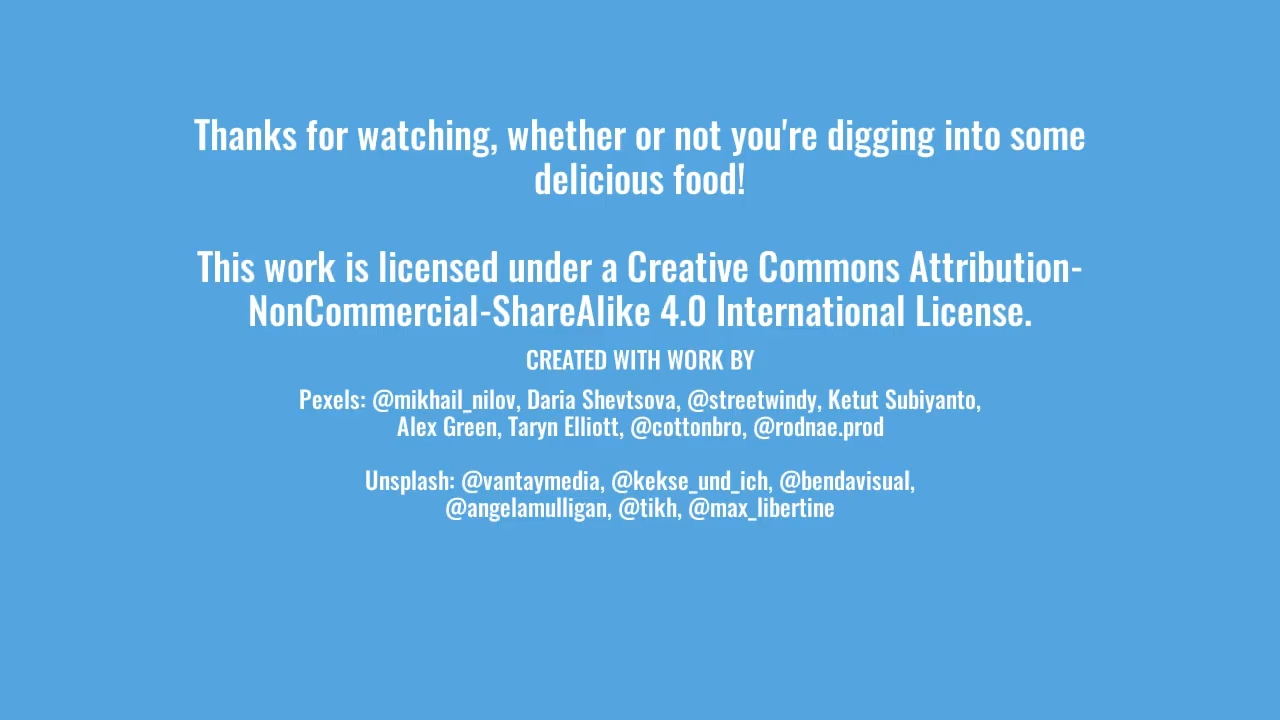 Thanks for watching, whether or not you're digging into some
delicious food!
This work is licensed under a Creative Commons Attribution-
NonCommercial-ShareAlike 4.0 International License.
CREATED WITH WORK BY
Pexels: @mikhail_nilov, Daria Shevtsova, @streetwindy, Ketut Subiyanto,
Alex Green, Taryn Elliott, @cottonbro, @rodnae.prod
Unsplash: @vantaymedia, @kekse_und_ich, @bendavisual,
@angelamulligan, @tikh, @max_libertine